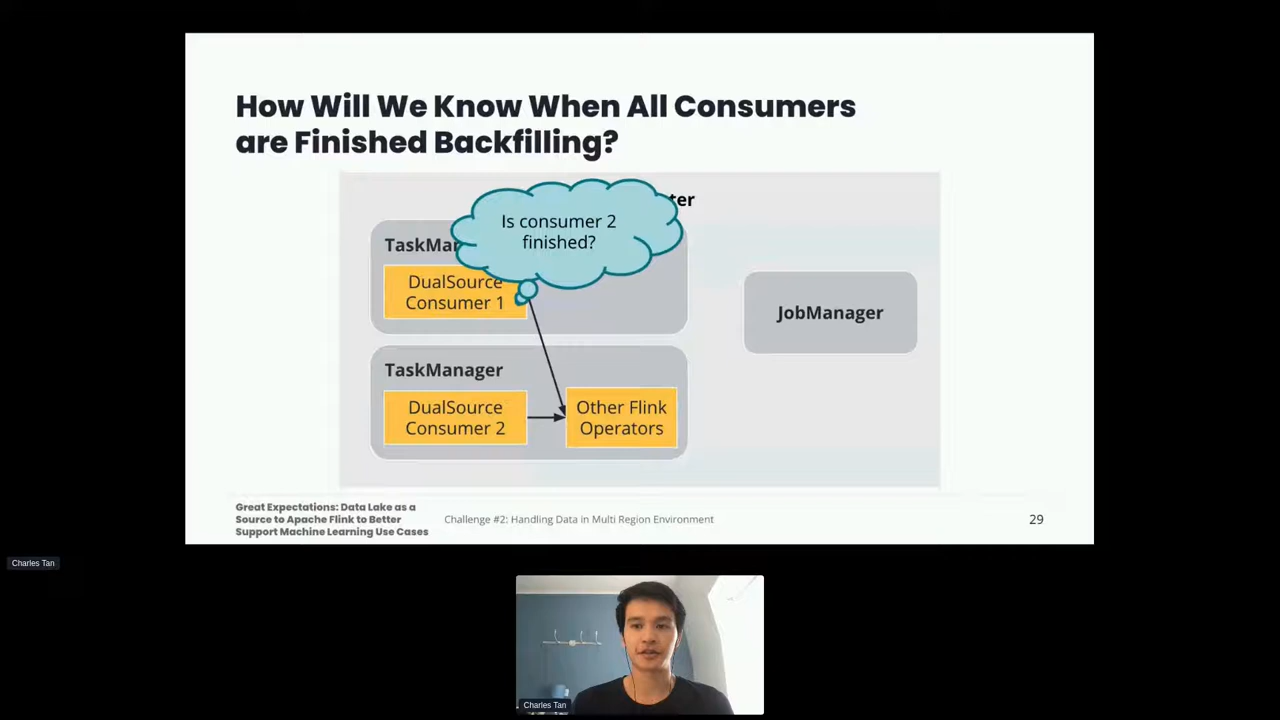 How Will We Know When All Consumers
are Finished Backfilling?
ter
Is consumer 2
finished?
TaskMan
DualSource
Consumer 1
JobManager
TaskManager
DualSource
Consumer 2
Other Flink
Operators
Great Expectations: Data Lake as a
Source to Apache Flink to Better
Support Machine Learning Use Cases
Challenge #2: Handling Data in Multi Region Environment
29
Charles Tan
Charles Tan